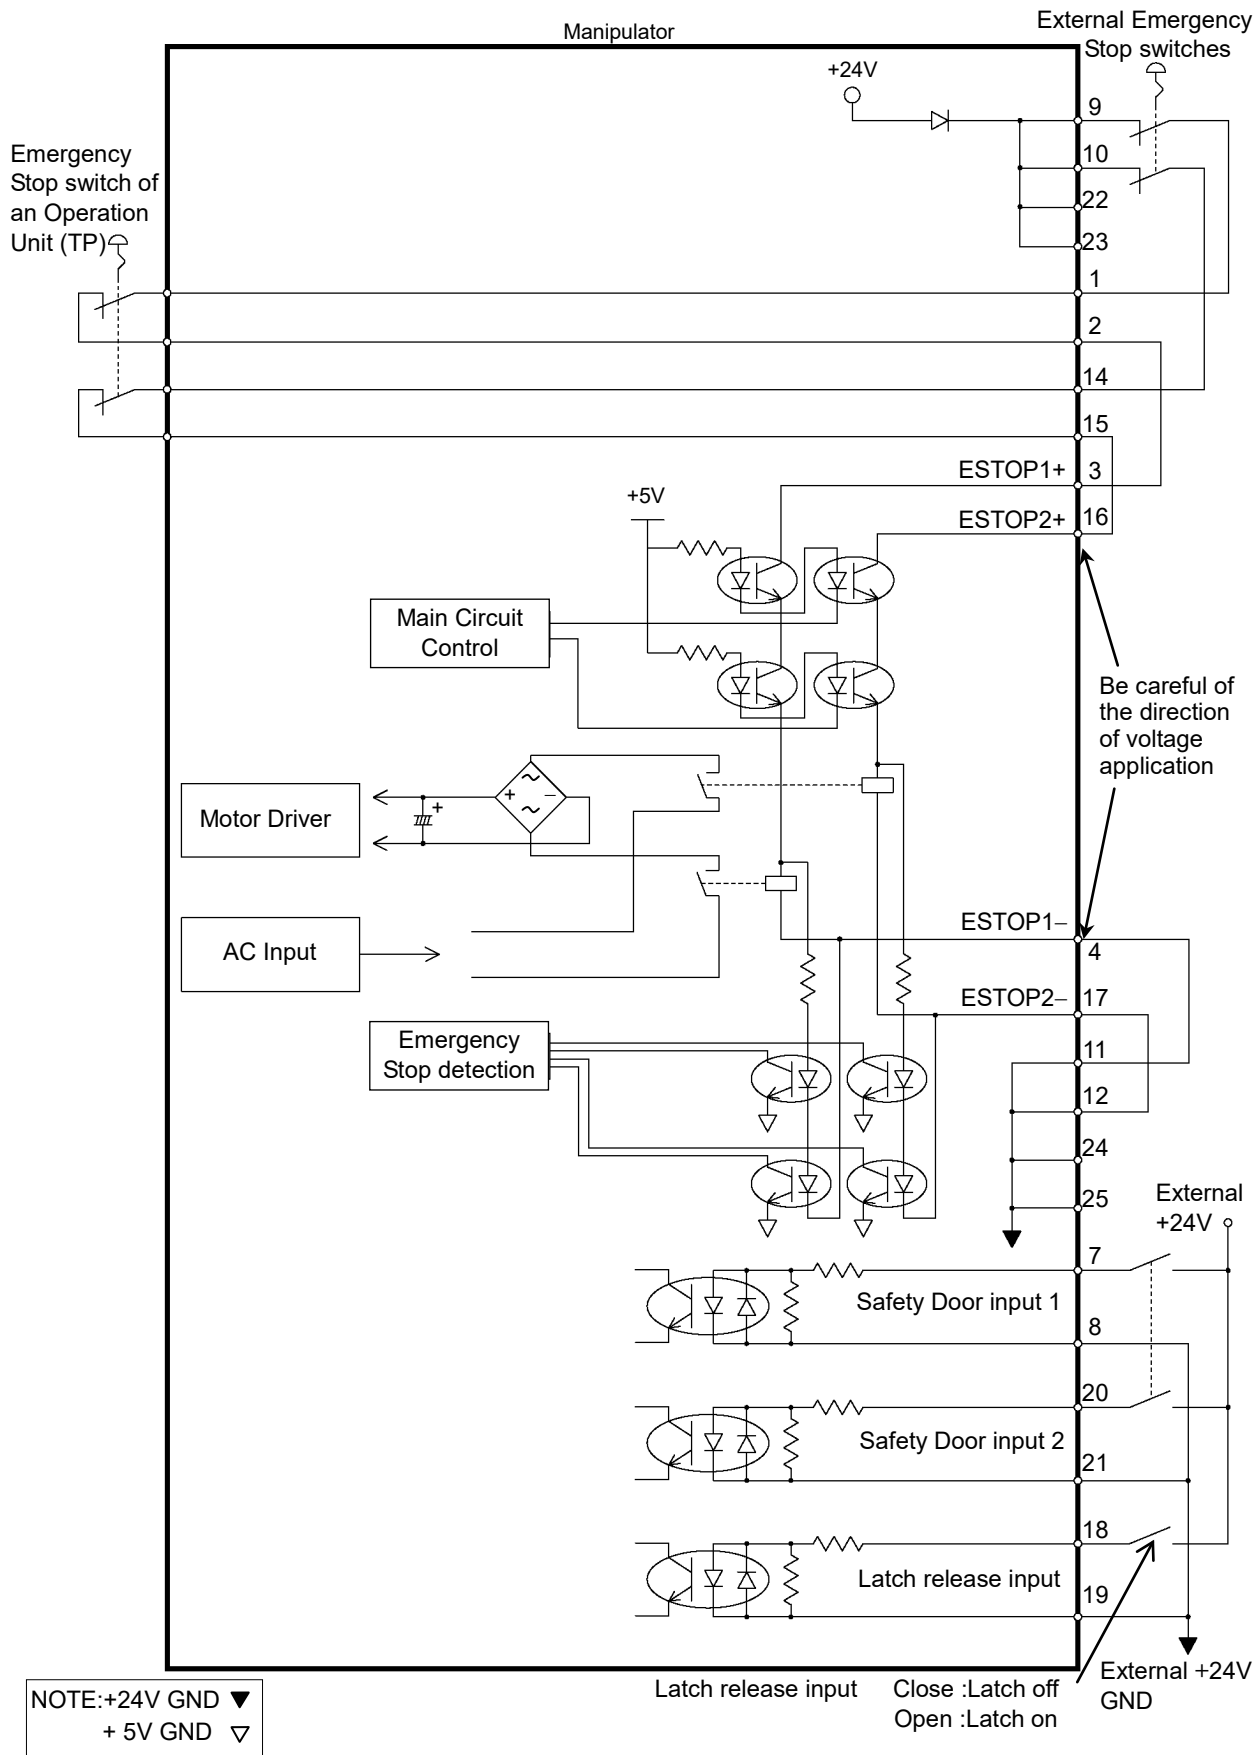 Manipulator
External Emergency
Stop switches
+24V
9
10
22
23
Emergency
Stop switch of
an Operation
Unit (TP)
1
2
14
15
ESTOP1+
3
ESTOP2+
16
+5V
Main Circuit
Control
Be careful of
the direction
of voltage
application
+
−
+
Motor Driver
AC Input
ESTOP1−
4
ESTOP2−
17
Emergency
Stop detection
11
12
24
25
External
+24V
7
Safety Door input 1
8
20
Safety Door input 2
21
18
Latch release input
19
External +24V
GND
Latch release input Close :Latch off
Open :Latch on
NOTE:+24V GND
+ 5V GND